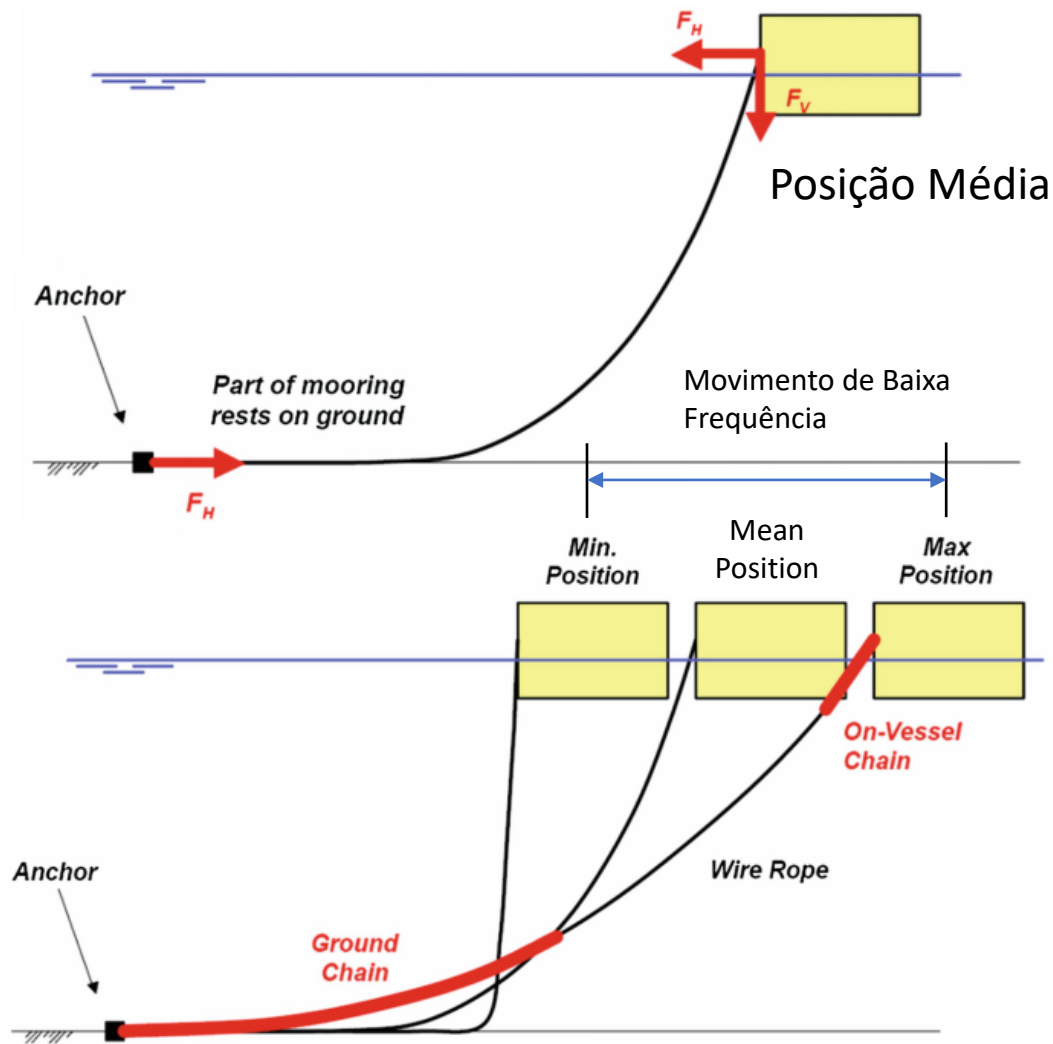 F_H
F_V
Posição Média
Anchor
Part of mooring
rests on ground
Movimento de Baixa
Frequência
F_H
Min.
Position
Mean
Position
Max
Position
On-Vessel
Chain
Wire Rope
Anchor
Ground
Chain